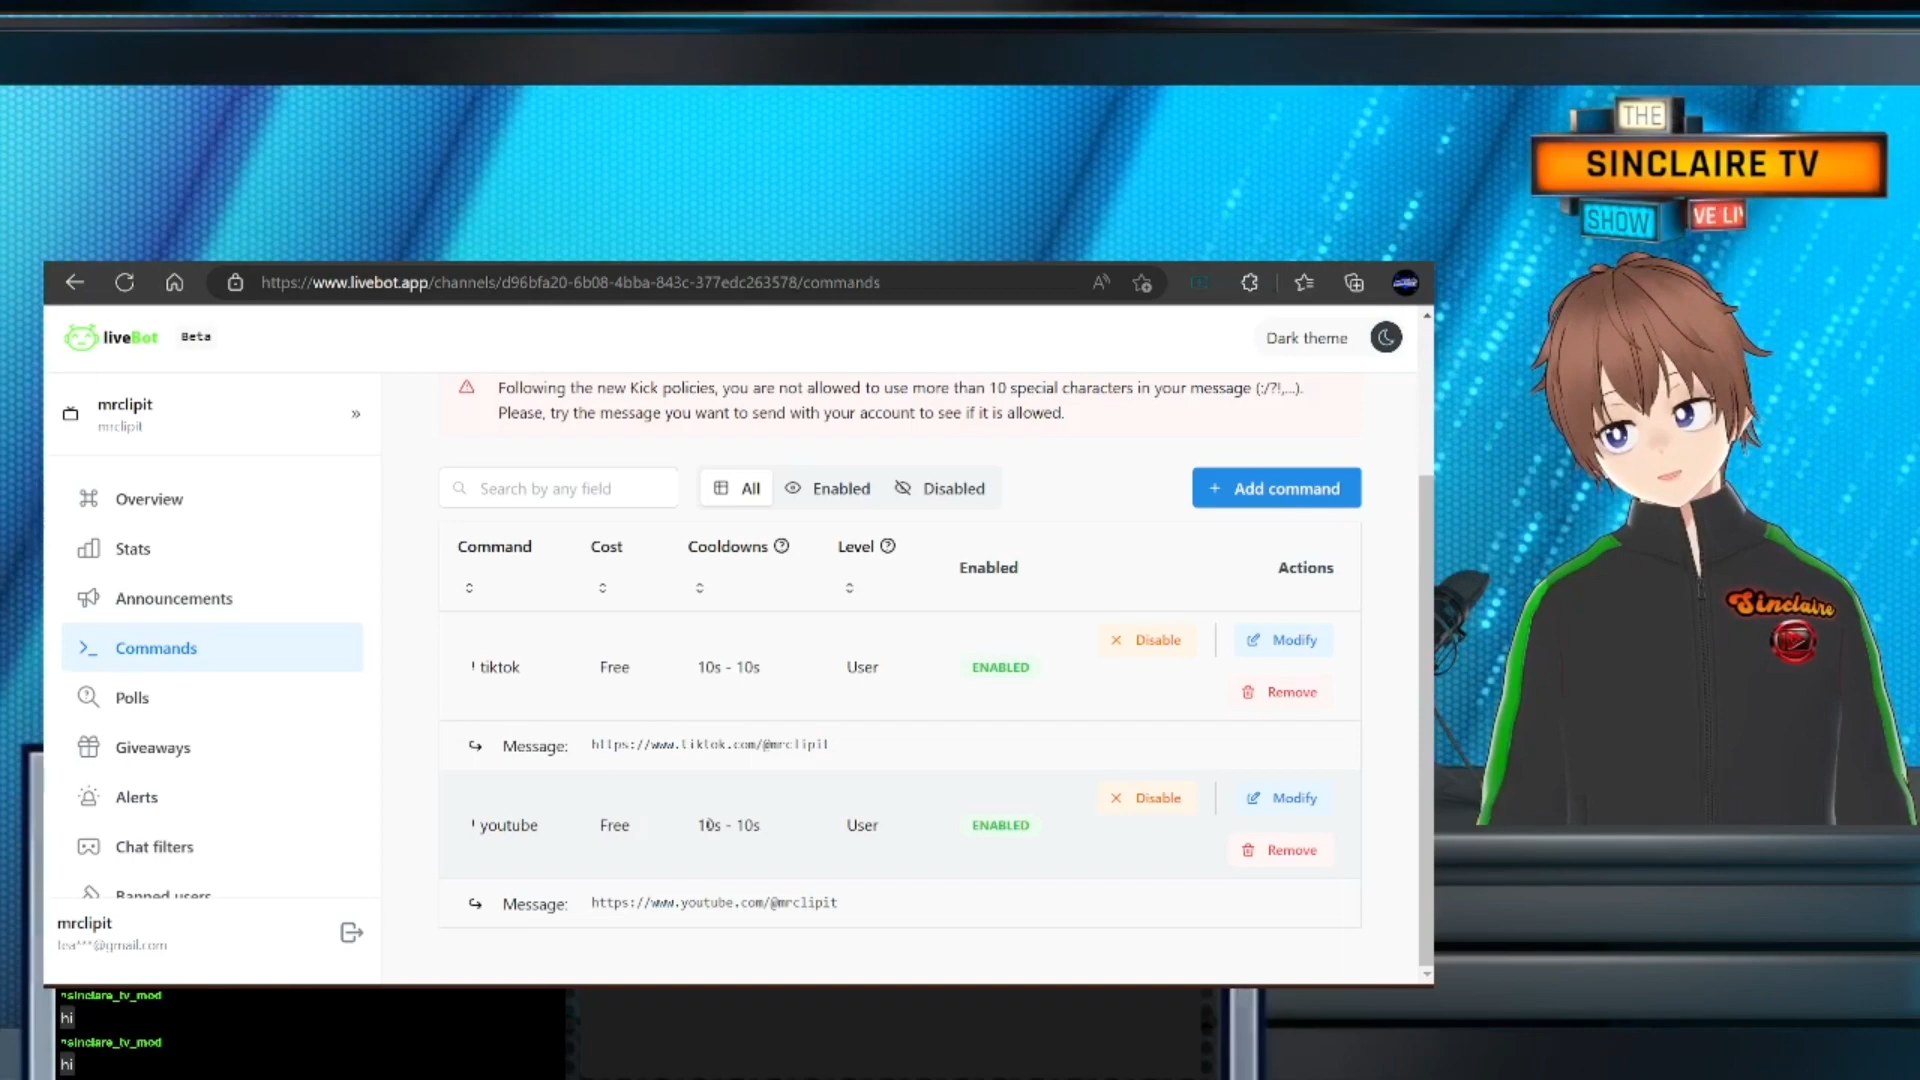 THE
SINCLAIRE TV
SHOW
VE LIV
https://www.livebot.app/channels/d96bfa20-6b08-4bba-843c-377edc263578/commands
liveBot Beta
Dark theme
mrclipit
mrclipit
Following the new Kick policies, you are not allowed to use more than 10 special characters in your message (:/?!,...).
Please, try the message you want to send with your account to see if it is allowed.
Search by any field
All
Enabled
Disabled
+ Add command
Overview
Stats
Announcements
Commands
Polls
Giveaways
Alerts
Chat filters
Banned users
Command Cost Cooldowns Level Enabled Actions
! tiktok Free 10s - 10s User ENABLED Disable Modify
Remove
Message: https://www.tiktok.com/@mrclipit
! youtube Free 10s - 10s User ENABLED Disable Modify
Remove
Message: https://www.youtube.com/@mrclipit
mrclipit
tea***@gmail.com
Sinclaire
*sinclare_tv_mod
hi
*sinclare_tv_mod
hi